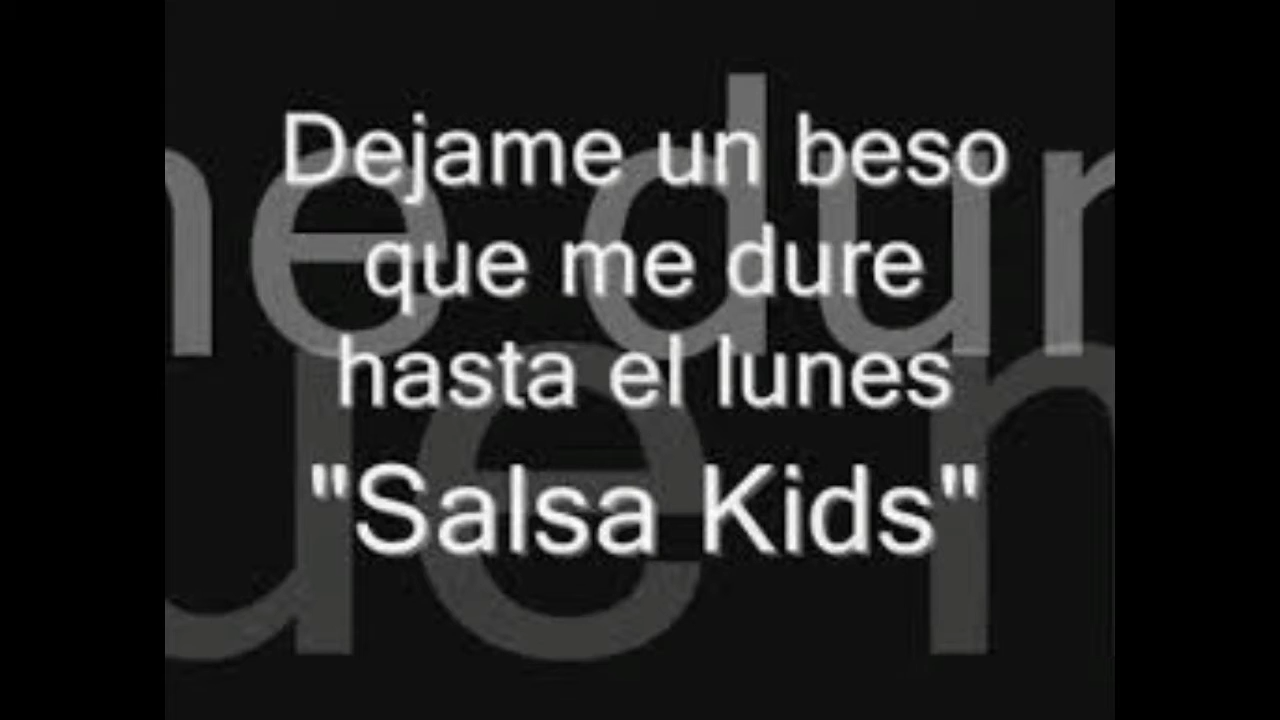 Dejame un beso
que me dure
hasta el lunes
"Salsa Kids"